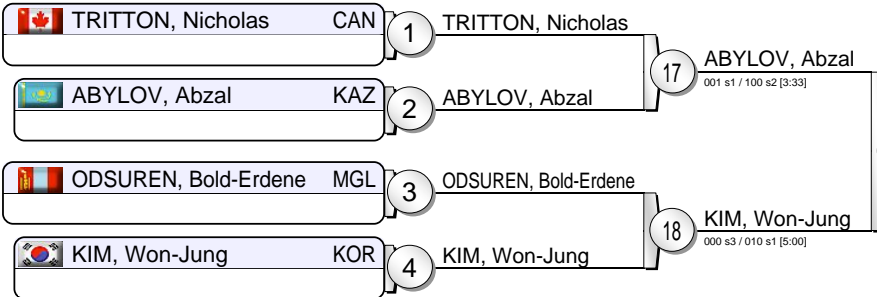 TRITTON, Nicholas CAN
1
TRITTON, Nicholas
17
ABYLOV, Abzal
001 s1 / 100 s2 [3:33]
ABYLOV, Abzal KAZ
2
ABYLOV, Abzal
ODSUREN, Bold-Erdene MGL
3
ODSUREN, Bold-Erdene
18
KIM, Won-Jung
000 s3 / 010 s1 [5:00]
KIM, Won-Jung KOR
4
KIM, Won-Jung